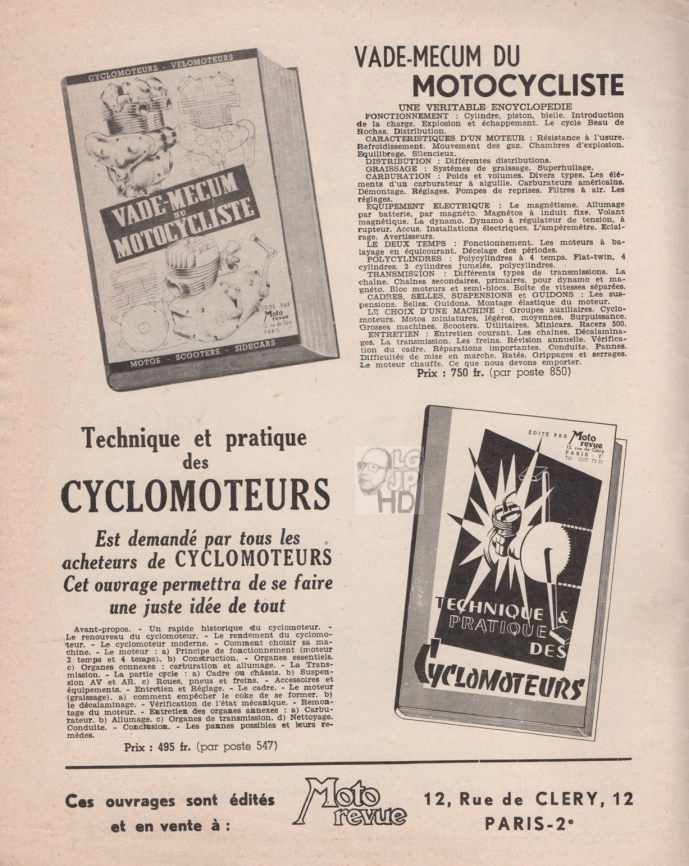 CYCLOMOTEURS - VELOMOTEURS
VADE-MECUM
DU
MOTOCYCLISTE
EDITE PAR
Moto
revue
12, rue de Cléry
PARIS
MOTOS - SCOOTERS - SIDECARS
VADE-MECUM DU
MOTOCYCLISTE
UNE VERITABLE ENCYCLOPEDIE
FONCTIONNEMENT : Cylindre, piston, bielle. Introduction
de la charge. Explosion et échappement. Le cycle Beau de
Rochas. Distribution.
CARACTERISTIQUES D'UN MOTEUR : Résistance à l'usure.
Refroidissement. Mouvement des gaz. Chambres d'explosion.
Equilibrage. Silencieux.
DISTRIBUTION : Différentes distributions.
GRAISSAGE : Systèmes de graissage. Superhuilage.
CARBURATION : Poids et volumes. Divers types. Les élé-
ments d'un carburateur à aiguille. Carburateurs américains.
Démontage. Réglages. Pompes de reprises. Filtres à air. Les
réglages.
EQUIPEMENT ELECTRIQUE : Le magnétisme. Allumage
par batterie, par magnéto. Magnétos à induit fixe. Volant
magnétique. La dynamo. Dynamo à régulateur de tension, à
rupteur. Accus. Installations électriques. L'ampèremètre. Eclai-
rage. Avertisseurs.
LE DEUX TEMPS : Fonctionnement. Les moteurs à ba-
layage en équicourant. Décelage des périodes.
POLYCYLINDRES : Polycylindres à 4 temps. Flat-twin, 4
cylindres, 2 cylindres jumelés, polycylindres.
TRANSMISSION : Différents types de transmissions. La
chaîne. Chaînes secondaires, primaires, pour dynamo et ma-
gnéto. Bloc moteurs et semi-blocs. Boîte de vitesses séparées.
CADRES, SELLES, SUSPENSIONS et GUIDONS : Les sus-
pensions. Selles. Guidons. Montage élastique du moteur.
LE CHOIX D'UNE MACHINE : Groupes auxiliaires. Cyclo-
moteurs. Motos miniatures, légères, moyennes. Surpuissance.
Grosses machines. Scooters. Utilitaires. Minicars. Racers 500.
ENTRETIEN : Entretien courant. Les chaînes. Décalamina-
ges. La transmission. Les freins. Révision annuelle. Vérifica-
tion du cadre. Réparations importantes. Conduite. Pannes.
Difficultés de mise en marche. Ratés. Grippages et serrages.
Le moteur chauffe. Ce que nous devons emporter.
Prix : 750 fr. (par poste 850)
Technique et pratique
des
CYCLOMOTEURS
Est demandé par tous les
acheteurs de CYCLOMOTEURS
Cet ouvrage permettra de se faire
une juste idée de tout
Avant-propos. - Un rapide historique du cyclomoteur. -
Le renouveau du cyclomoteur. - Le rendement du cyclomo-
teur. - Le cyclomoteur moderne. - Comment choisir sa ma-
chine. - Le moteur : a) Principe de fonctionnement (moteur
2 temps et 4 temps). b) Construction. - Organes essentiels.
c) Organes connexes : carburation et allumage. - La Trans-
mission. - La partie cycle : a) Cadre ou châssis. b) Suspen-
sion AV et AR. c) Roues, pneus et freins. - Accessoires et
équipements. - Entretien et Réglage. - Le cadre. - Le moteur
(graissage). a) comment empêcher le coke de se former. b)
le décalaminage. - Vérification de l'état mécanique. - Remon-
tage du moteur. - Entretien des organes annexes : a) Carbu-
rateur. b) Allumage. c) Organes de transmission. d) Nettoyage.
Conduite. - Conclusion. - Les pannes possibles et leurs re-
mèdes.
Prix : 495 fr. (par poste 547)
LG
JP
HD
EDITE PAR Moto
revue
12, rue de Cléry
PARIS - 2e
TECHNIQUE &
PRATIQUE
DES
CYCLOMOTEURS
Ces ouvrages sont édités
et en vente à :
Moto
revue
12, Rue de CLERY, 12
PARIS-2e